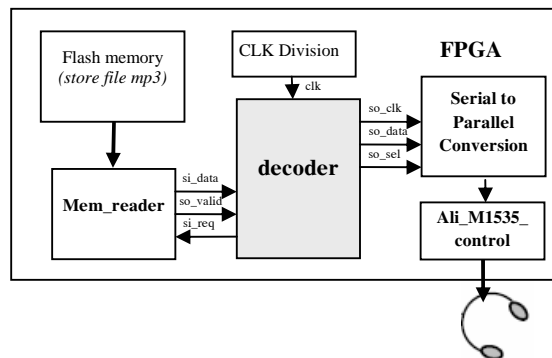 Flash memory
(store file mp3)
CLK Division
FPGA
clk
so_clk
so_data
so_sel
Serial to
Parallel
Conversion
decoder
Mem_reader
si_data
so_valid
si_req
Ali_M1535_
control